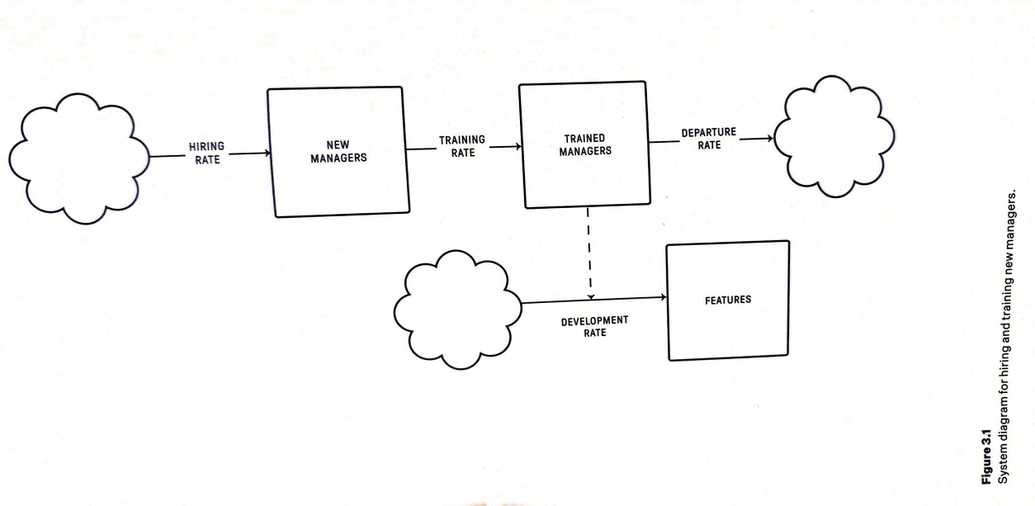 HIRING
RATE
NEW
MANAGERS
TRAINING
RATE
TRAINED
MANAGERS
DEPARTURE
RATE
DEVELOPMENT
RATE
FEATURES
Figure 3.1
System diagram for hiring and training new managers.